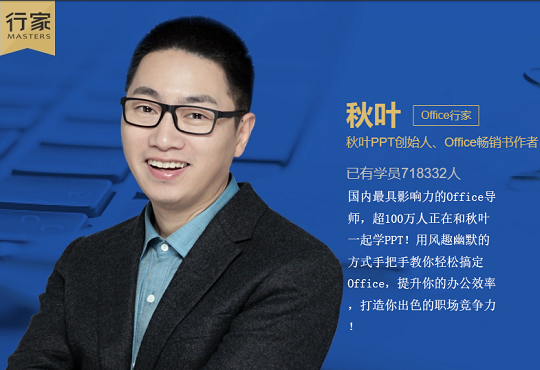 行家
MASTERS
秋叶
Office行家
秋叶PPT创始人、Office畅销书作者
已有学员718332人
国内最具影响力的Office导
师，超100万人正在和秋叶
一起学PPT！用风趣幽默的
方式手把手教你轻松搞定
Office，提升你的办公效率
，打造你出色的职场竞争力
！